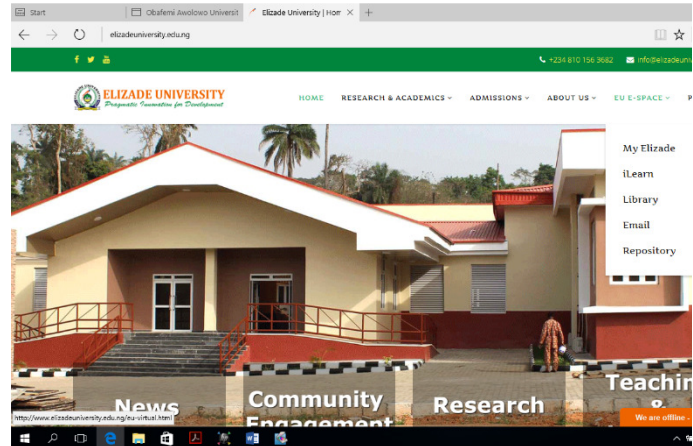 Start
Obafemi Awolowo Universit
Elizade University | Hom
elizadeuniversity.edu.ng
+234 810 156 3682
info@elizadeuni
ELIZADE UNIVERSITY
Pragmatic Innovation for Development
HOME
RESEARCH & ACADEMICS
ADMISSIONS
ABOUT US
EU E-SPACE
P
My Elizade
iLearn
Library
Email
Repository
News
Community
Engagement
Research
Teachin
&
We are offline -
http://www.elizadeuniversity.edu.ng/eu-virtual.html